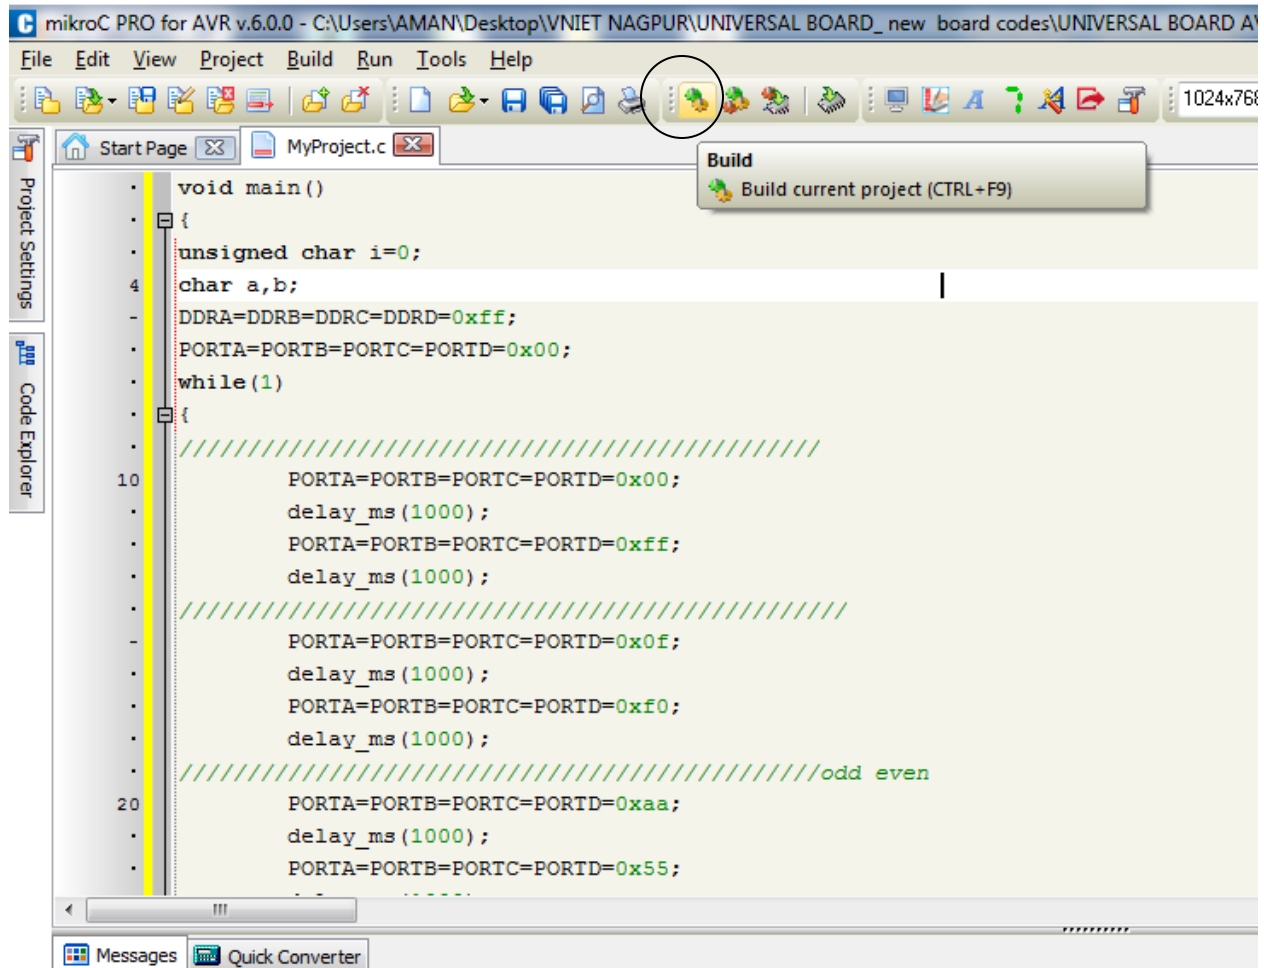 mikroC PRO for AVR v.6.0.0 - C:\Users\AMAN\Desktop\VNIET NAGPUR\UNIVERSAL BOARD_ new  board codes\UNIVERSAL BOARD
File Edit View Project Build Run Tools Help
1024x768
Start Page
MyProject.c
Build
Build current project (CTRL+F9)
Project Settings
Code Explorer
void main()
{
unsigned char i=0;
4 char a,b;
DDRA=DDRB=DDRC=DDRD=0xff;
PORTA=PORTB=PORTC=PORTD=0x00;
while(1)
{
///////////////////////////////////////////////
10 PORTA=PORTB=PORTC=PORTD=0x00;
delay_ms(1000);
PORTA=PORTB=PORTC=PORTD=0xff;
delay_ms(1000);
/////////////////////////////////////////////////
PORTA=PORTB=PORTC=PORTD=0x0f;
delay_ms(1000);
PORTA=PORTB=PORTC=PORTD=0xf0;
delay_ms(1000);
///////////////////////////////////////////////odd even
20 PORTA=PORTB=PORTC=PORTD=0xaa;
delay_ms(1000);
PORTA=PORTB=PORTC=PORTD=0x55;
Messages
Quick Converter